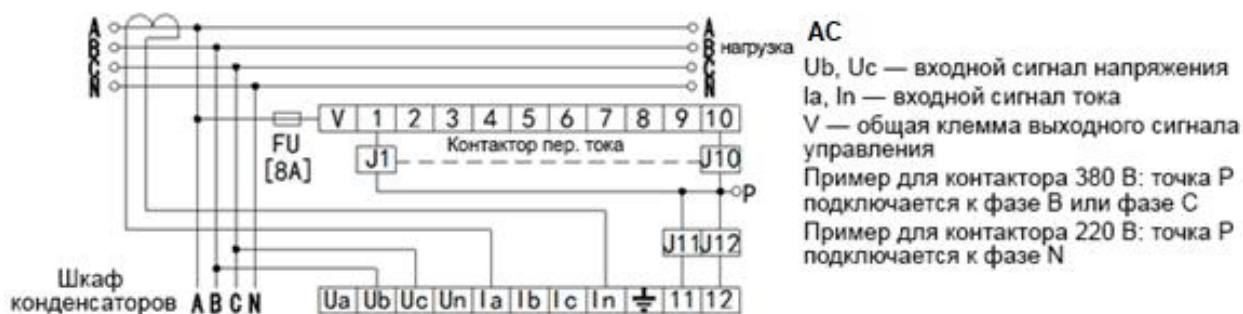 A A AC
B B нагрузка
C C
N N
Ub, Uc — входной сигнал напряжения
Ia, In — входной сигнал тока
V — общая клемма выходного сигнала
управления
Пример для контактора 380 В: точка P
подключается к фазе B или фазе C
Пример для контактора 220 В: точка P
подключается к фазе N
V 1 2 3 4 5 6 7 8 9 10
FU
[8A]
Контактор пер. тока
J1 J10
P
J11 J12
Шкаф
конденсаторов A B C N
Ua Ub Uc Un Ia Ib Ic In 11 12